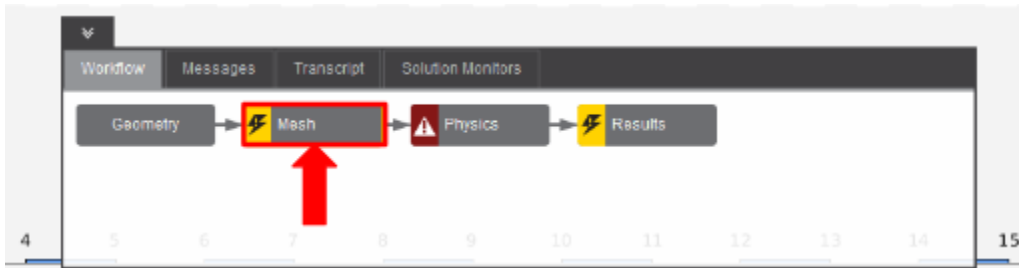 Workflow Messages Transcript Solution Monitors
Geometry Mesh Physics Results
4 5 6 7 8 9 10 11 12 13 14 15